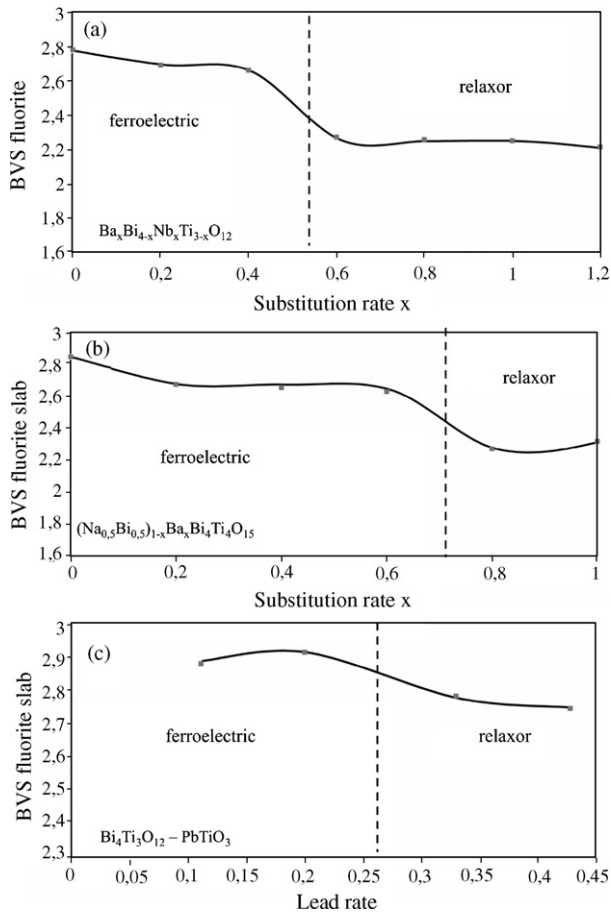 (a)
3
2,8
2,6
2,4
2,2
2
1,8
1,6
BVS fluorite
ferroelectric
relaxor
BaₓBi₄₋ₓNbₓTi₃₋ₓO₁₂
0 0,2 0,4 0,6 0,8 1 1,2
Substitution rate x
(b)
3
2,8
2,6
2,4
2,2
2
1,8
1,6
BVS fluorite slab
relaxor
ferroelectric
(Na₀,₅Bi₀,₅)₁₋ₓBaₓBi₄Ti₄O₁₅
0 0,2 0,4 0,6 0,8 1
Substitution rate x
(c)
3
2,9
2,8
2,7
2,6
2,5
2,4
2,3
BVS fluorite slab
ferroelectric
relaxor
Bi₄Ti₃O₁₂ – PbTiO₃
0 0,05 0,1 0,15 0,2 0,25 0,3 0,35 0,4 0,45
Lead rate